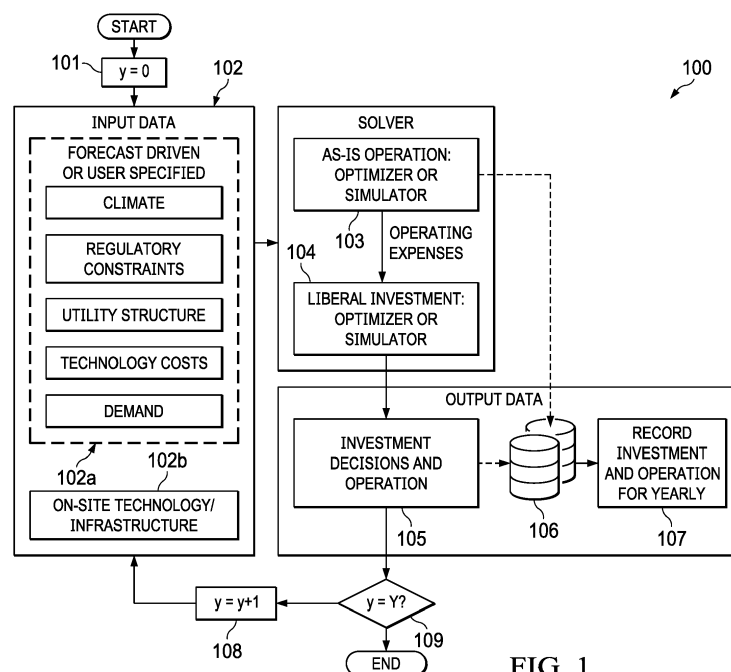 START
101
y = 0
102
100
INPUT DATA
FORECAST DRIVEN
OR USER SPECIFIED
CLIMATE
REGULATORY
CONSTRAINTS
UTILITY STRUCTURE
TECHNOLOGY COSTS
DEMAND
102a
102b
ON-SITE TECHNOLOGY/
INFRASTRUCTURE
SOLVER
AS-IS OPERATION:
OPTIMIZER OR
SIMULATOR
103
OPERATING
EXPENSES
104
LIBERAL INVESTMENT:
OPTIMIZER OR
SIMULATOR
OUTPUT DATA
INVESTMENT
DECISIONS AND
OPERATION
105
106
RECORD
INVESTMENT
AND OPERATION
FOR YEARLY
107
y = y+1
108
y = Y?
109
END
FIG. 1